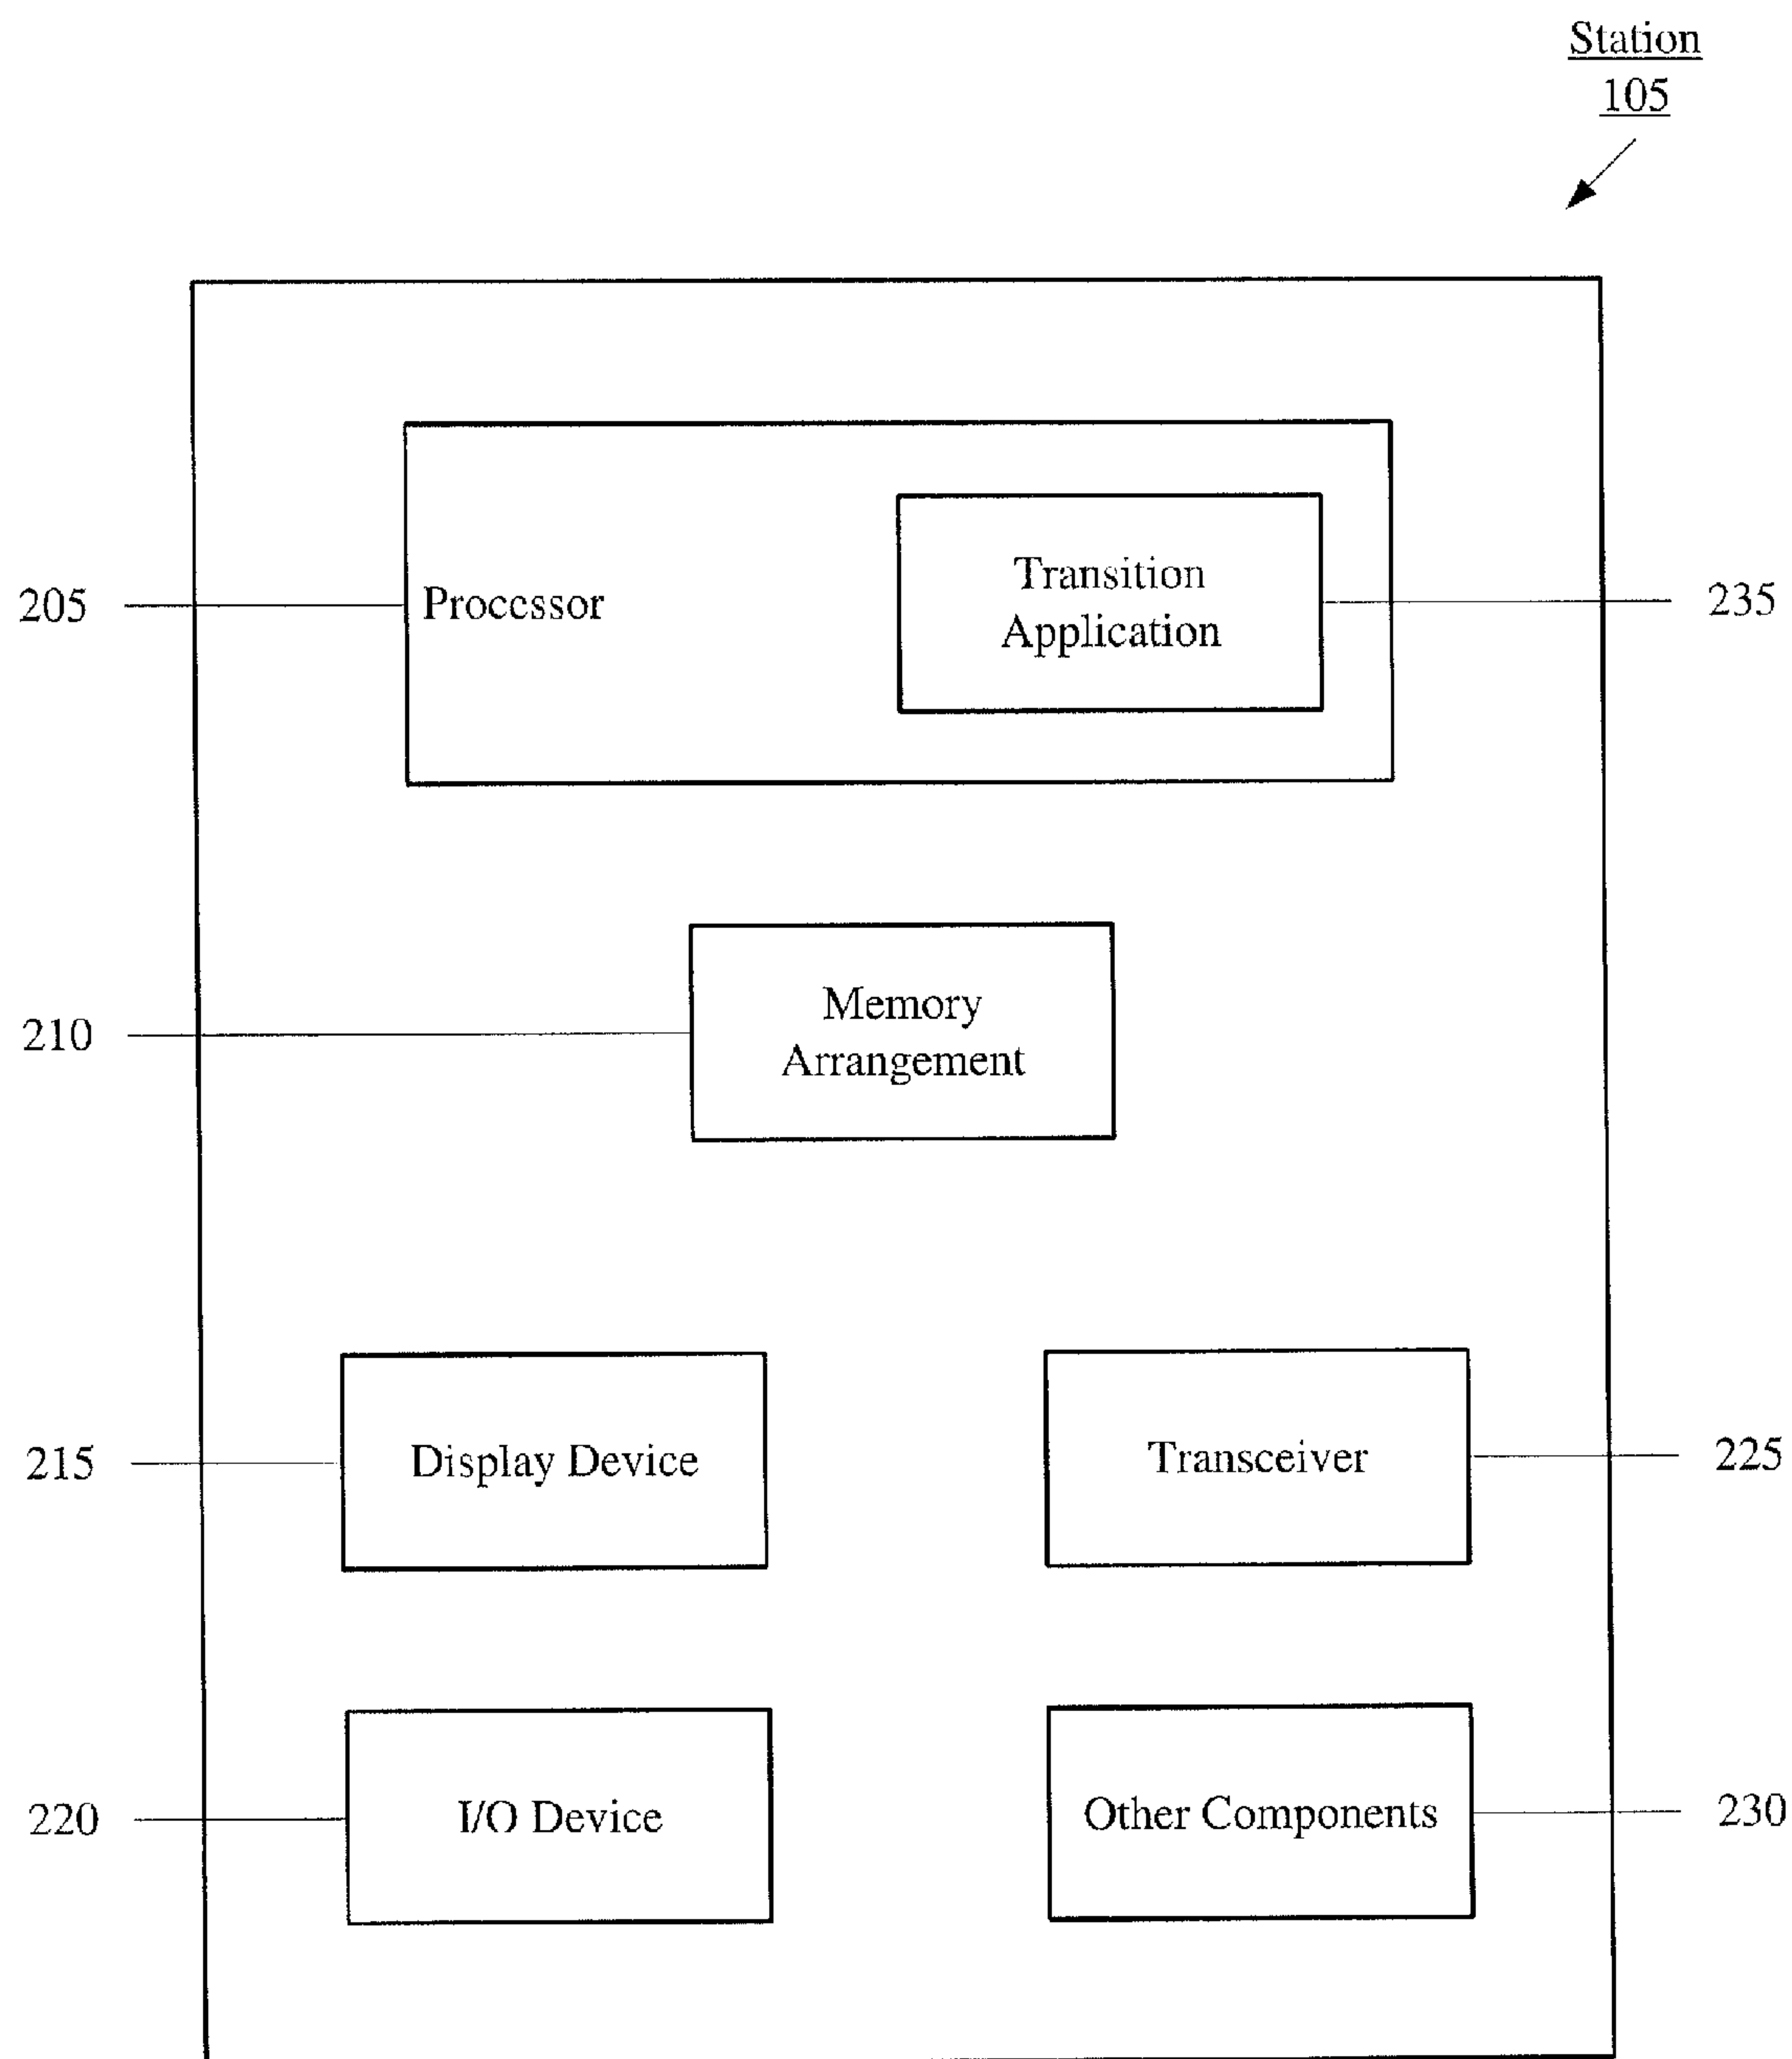 Station
105
205
Processor
Transition
Application
235
210
Memory
Arrangement
215
Display Device
Transceiver
225
220
I/O Device
Other Components
230